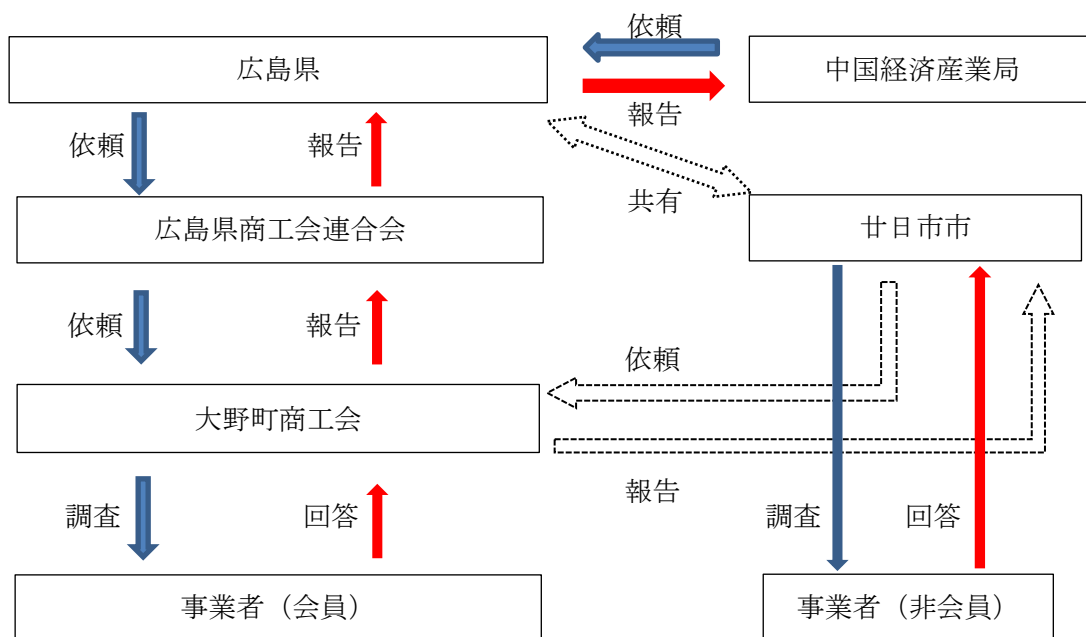 依頼
広島県
中国経済産業局
報告
依頼
報告
共有
広島県商工会連合会
廿日市市
依頼
報告
依頼
大野町商工会
報告
調査
回答
調査
回答
事業者（会員）
事業者（非会員）